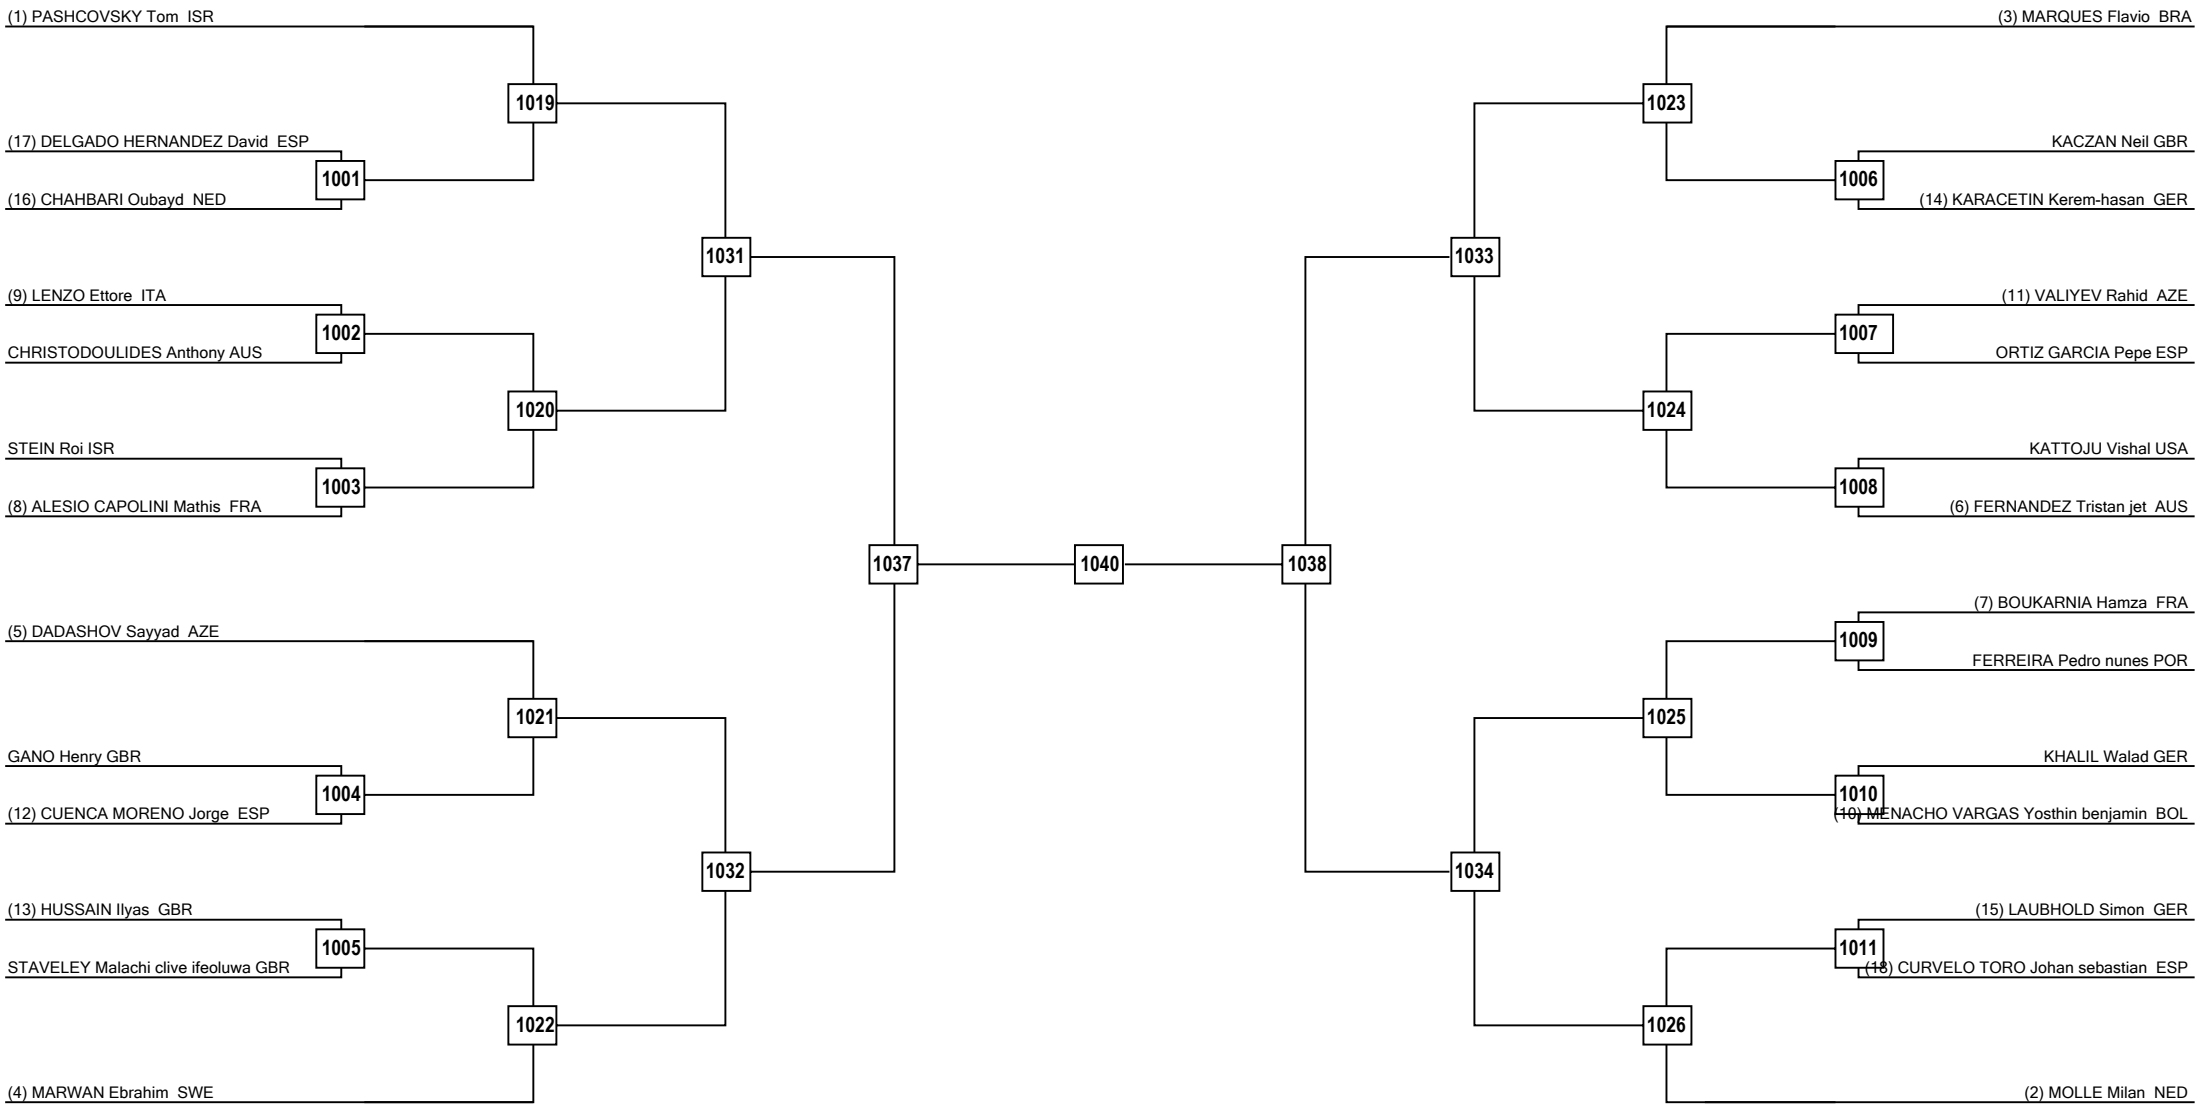 (1) PASHCOVSKY Tom  ISR
(3) MARQUES Flavio  BRA
1019
1023
(17) DELGADO HERNANDEZ David  ESP
KACZAN Neil GBR
1001
1006
(16) CHAHBARI Oubayd  NED
(14) KARACETIN Kerem-hasan  GER
1031
1033
(9) LENZO Ettore  ITA
(11) VALIYEV Rahid  AZE
1002
1007
CHRISTODOULIDES Anthony AUS
ORTIZ GARCIA Pepe ESP
1020
1024
STEIN Roi ISR
KATTOJU Vishal USA
1003
1008
(8) ALESIO CAPOLINI Mathis  FRA
(6) FERNANDEZ Tristan jet  AUS
1037
1040
1038
(7) BOUKARNIA Hamza  FRA
(5) DADASHOV Sayyad  AZE
1009
FERREIRA Pedro nunes POR
1021
1025
GANO Henry GBR
KHALIL Walad GER
1004
1010
(12) CUENCA MORENO Jorge  ESP
(10) MENACHO VARGAS Yosthin benjamin  BOL
1032
1034
(13) HUSSAIN Ilyas  GBR
(15) LAUBHOLD Simon  GER
1005
1011
STAVELEY Malachi clive ifeoluwa GBR
(18) CURVELO TORO Johan sebastian  ESP
1022
1026
(4) MARWAN Ebrahim  SWE
(2) MOLLE Milan  NED